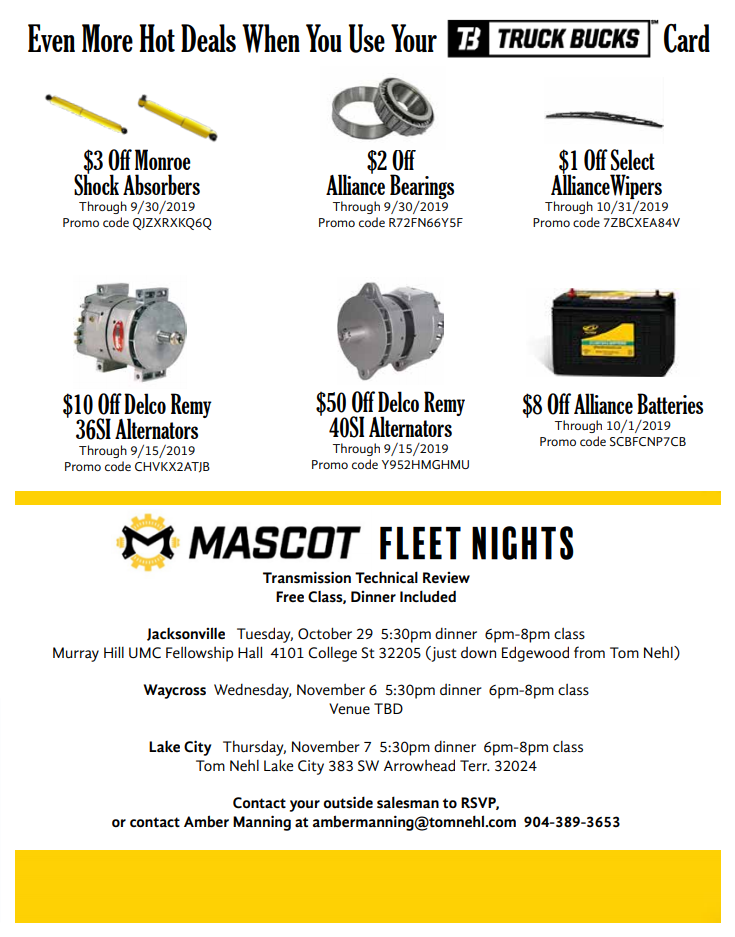 Even More Hot Deals When You Use Your TB TRUCK BUCKS℠ Card
$3 Off Monroe
Shock Absorbers
Through 9/30/2019
Promo code QJZXRXKQ6Q
$2 Off
Alliance Bearings
Through 9/30/2019
Promo code R72FN66Y5F
$1 Off Select
AllianceWipers
Through 10/31/2019
Promo code 7ZBCXEA84V
$10 Off Delco Remy
36SI Alternators
Through 9/15/2019
Promo code CHVKX2ATJB
$50 Off Delco Remy
40SI Alternators
Through 9/15/2019
Promo code Y952HMGHMU
$8 Off Alliance Batteries
Through 10/1/2019
Promo code SCBFCNP7CB
MASCOT FLEET NIGHTS
Transmission Technical Review
Free Class, Dinner Included
Jacksonville Tuesday, October 29 5:30pm dinner 6pm-8pm class
Murray Hill UMC Fellowship Hall 4101 College St 32205 (just down Edgewood from Tom Nehl)
Waycross Wednesday, November 6 5:30pm dinner 6pm-8pm class
Venue TBD
Lake City Thursday, November 7 5:30pm dinner 6pm-8pm class
Tom Nehl Lake City 383 SW Arrowhead Terr. 32024
Contact your outside salesman to RSVP,
or contact Amber Manning at ambermanning@tomnehl.com 904-389-3653